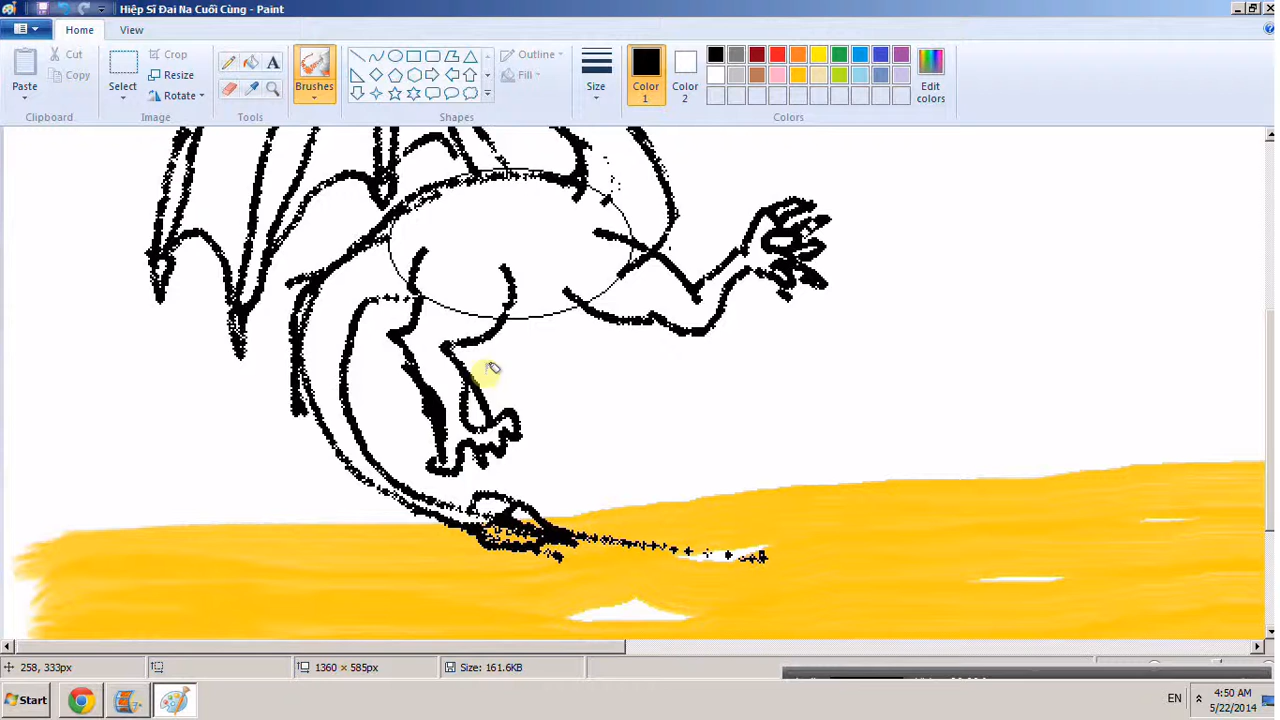 Hiệp Sĩ Đai Na Cuối Cùng - Paint
Home
View
Paste
Cut
Copy
Clipboard
Select
Crop
Resize
Rotate
Image
Tools
Brushes
Outline
Fill
Shapes
Size
Color 1
Color 2
Edit colors
Colors
258, 333px
1360 × 585px
Size: 161.6KB
Start
EN
4:50 AM
5/22/2014